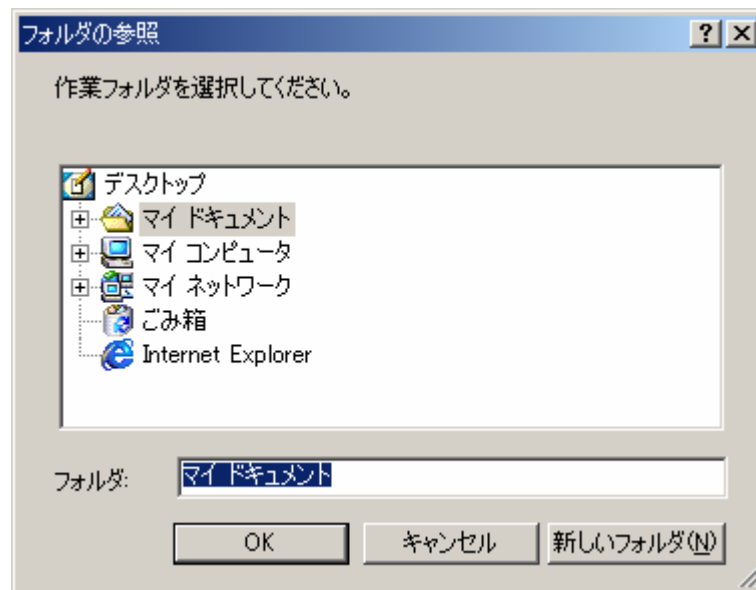 フォルダの参照
作業フォルダを選択してください。
デスクトップ
マイ ドキュメント
マイ コンピュータ
マイ ネットワーク
ごみ箱
Internet Explorer
フォルダ: マイ ドキュメント
OK キャンセル 新しいフォルダ(N)